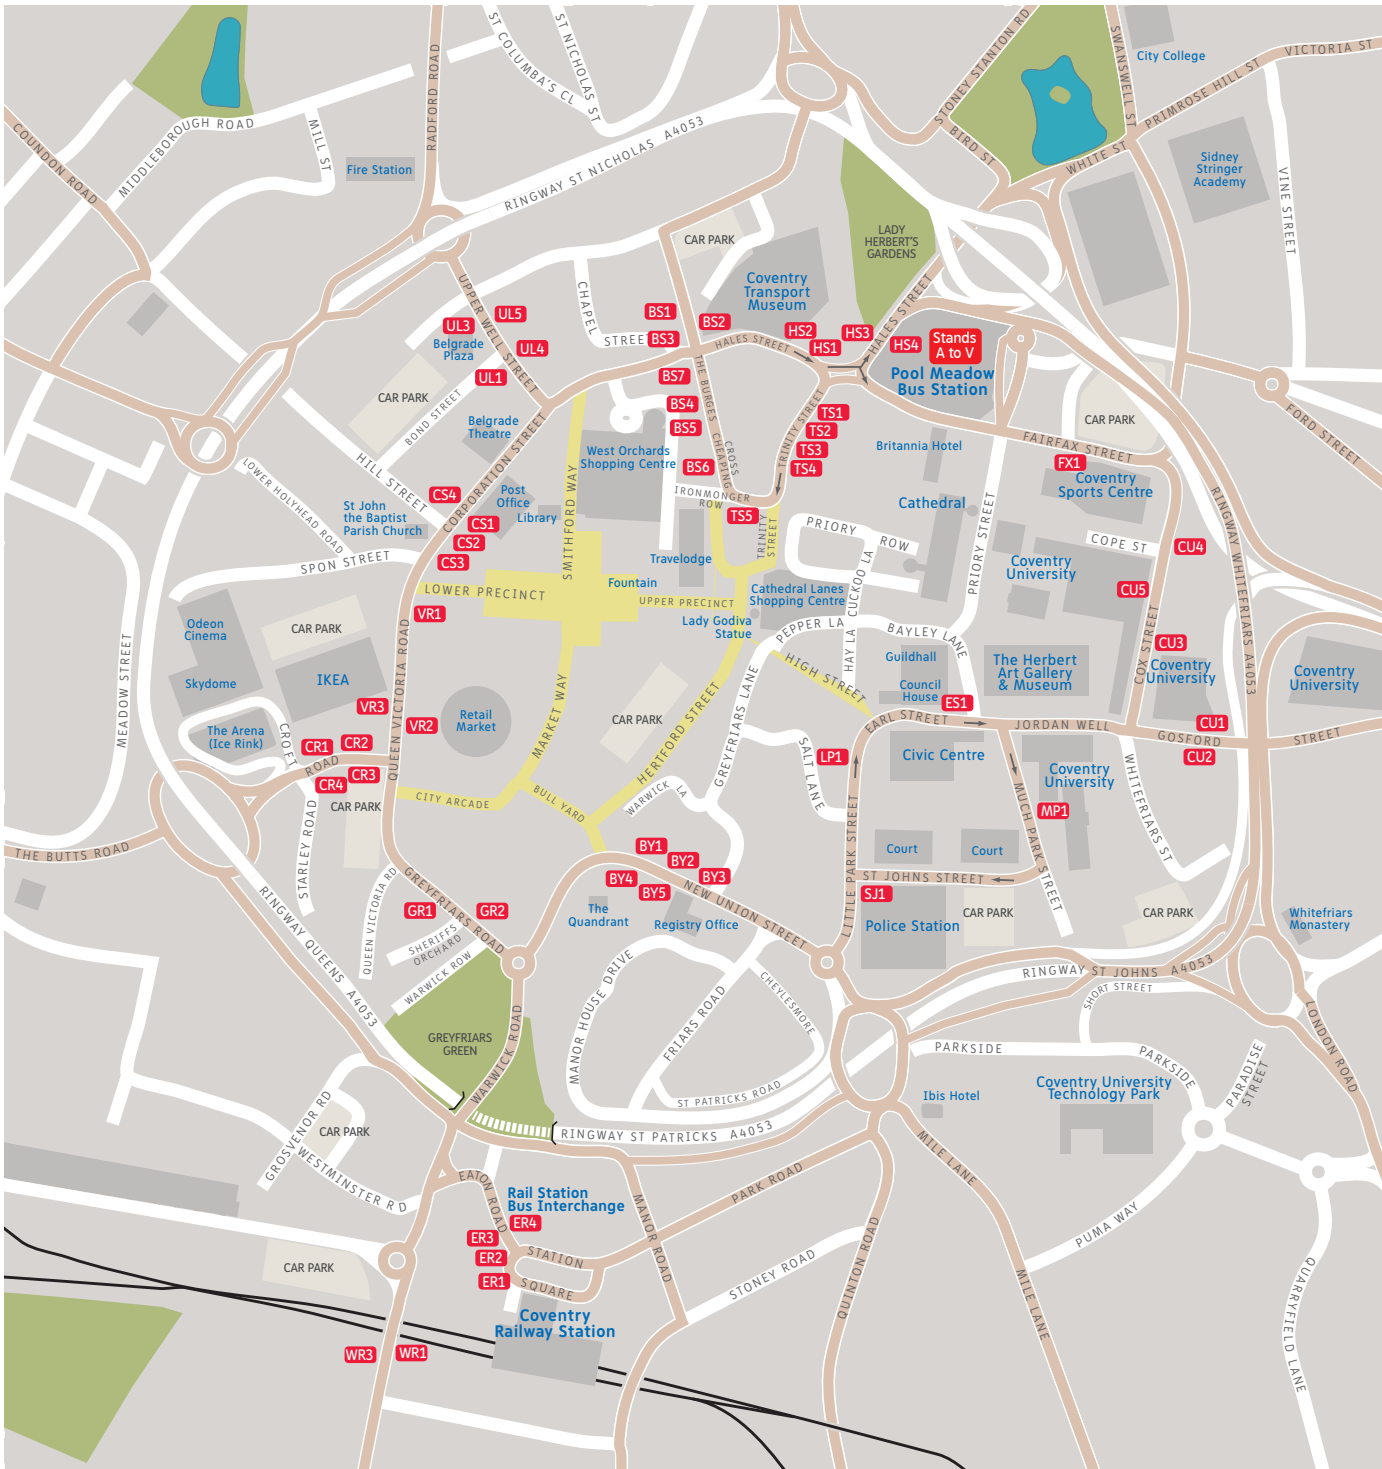 ST COLUMBA'S CL
ST NICHOLAS ST
RADFORD ROAD
STONEY STANTON RD
SWANSWELL ST
City College
VICTORIA ST
PRIMROSE HILL ST
COUNDON ROAD
MIDDLEBOROUGH ROAD
MILL ST
Fire Station
RINGWAY ST NICHOLAS A4053
BIRD ST
WHITE ST
Sidney
Stringer
Academy
VINE STREET
CAR PARK
LADY
HERBERT'S
GARDENS
Coventry
Transport
Museum
UPPER WELL STREET
CHAPEL
STREET
UL5
UL3
UL4
UL1
Belgrade
Plaza
BS1
BS2
BS3
HALES STREET
HS2
HS1
HS3
HALES STREET
HS4
Stands
A to V
Pool Meadow
Bus Station
BS7
BS4
BS5
BS6
THE BURGES
CROSS
CHEAPING
TRINITY STREET
TS1
TS2
TS3
TS4
CAR PARK
BOND STREET
Belgrade
Theatre
HILL STREET
CORPORATION STREET
West Orchards
Shopping Centre
SMITHFORD WAY
Britannia Hotel
CAR PARK
FAIRFAX STREET
FX1
Coventry
Sports Centre
FORD STREET
LOWER HOLYHEAD ROAD
CS4
CS1
CS2
CS3
Post
Office
Library
St John
the Baptist
Parish Church
IRONMONGER
ROW
TS5
TRINITY
STREET
Cathedral
PRIORY
ROW
PRIORY STREET
COPE ST
CU4
RINGWAY WHITEFRIARS A4053
SPON STREET
Travelodge
Coventry
University
CU5
LOWER PRECINCT
Fountain
UPPER PRECINCT
Cathedral Lanes
Shopping Centre
CUCKOO LA
HAY LA
VR1
Lady Godiva
Statue
PEPPER LA
BAYLEY LANE
Odeon
Cinema
CAR PARK
QUEEN VICTORIA ROAD
Guildhall
The Herbert
Art Gallery
& Museum
CU3
COX STREET
Coventry
University
Coventry
University
MEADOW STREET
Skydome
IKEA
HIGH STREET
Council
House
ES1
VR3
VR2
Retail
Market
MARKET WAY
CAR PARK
HERTFORD STREET
GREYFRIARS LANE
EARL STREET
JORDAN WELL
CU1
GOSFORD
STREET
CU2
The Arena
(Ice Rink)
CROFT
ROAD
CR1
CR2
CR3
CR4
SALT LANE
LP1
Civic Centre
Coventry
University
WHITEFRIARS ST
CAR PARK
CITY ARCADE
BULL YARD
WARWICK LA
MP1
MUCH PARK STREET
THE BUTTS ROAD
STARLEY ROAD
BY1
BY2
BY3
BY4
BY5
LITTLE PARK STREET
Court
Court
ST JOHNS STREET
SJ1
RINGWAY QUEENS A4053
QUEEN VICTORIA RD
GREYFRIARS ROAD
GR1
GR2
The
Quadrant
Registry Office
NEW UNION STREET
Police Station
CAR PARK
CAR PARK
Whitefriars
Monastery
SHERIFFS
ORCHARD
WARWICK ROW
MANOR HOUSE DRIVE
FRIARS ROAD
CHEYLESMORE
RINGWAY ST JOHNS A4053
SHORT STREET
LONDON ROAD
GREYFRIARS
GREEN
WARWICK ROAD
PARKSIDE
PARKSIDE
PARADISE
STREET
ST PATRICKS ROAD
Coventry University
Technology Park
Ibis Hotel
GROSVENOR RD
CAR PARK
RINGWAY ST PATRICKS A4053
MILE LANE
WESTMINSTER RD
EATON ROAD
Rail Station
Bus Interchange
PARK ROAD
MANOR ROAD
ER4
ER3
ER2
ER1
STATION
SQUARE
CAR PARK
STONEY ROAD
QUINTON ROAD
PUMA WAY
MILE LANE
QUARRYFIELD LANE
Coventry
Railway Station
WR3
WR1